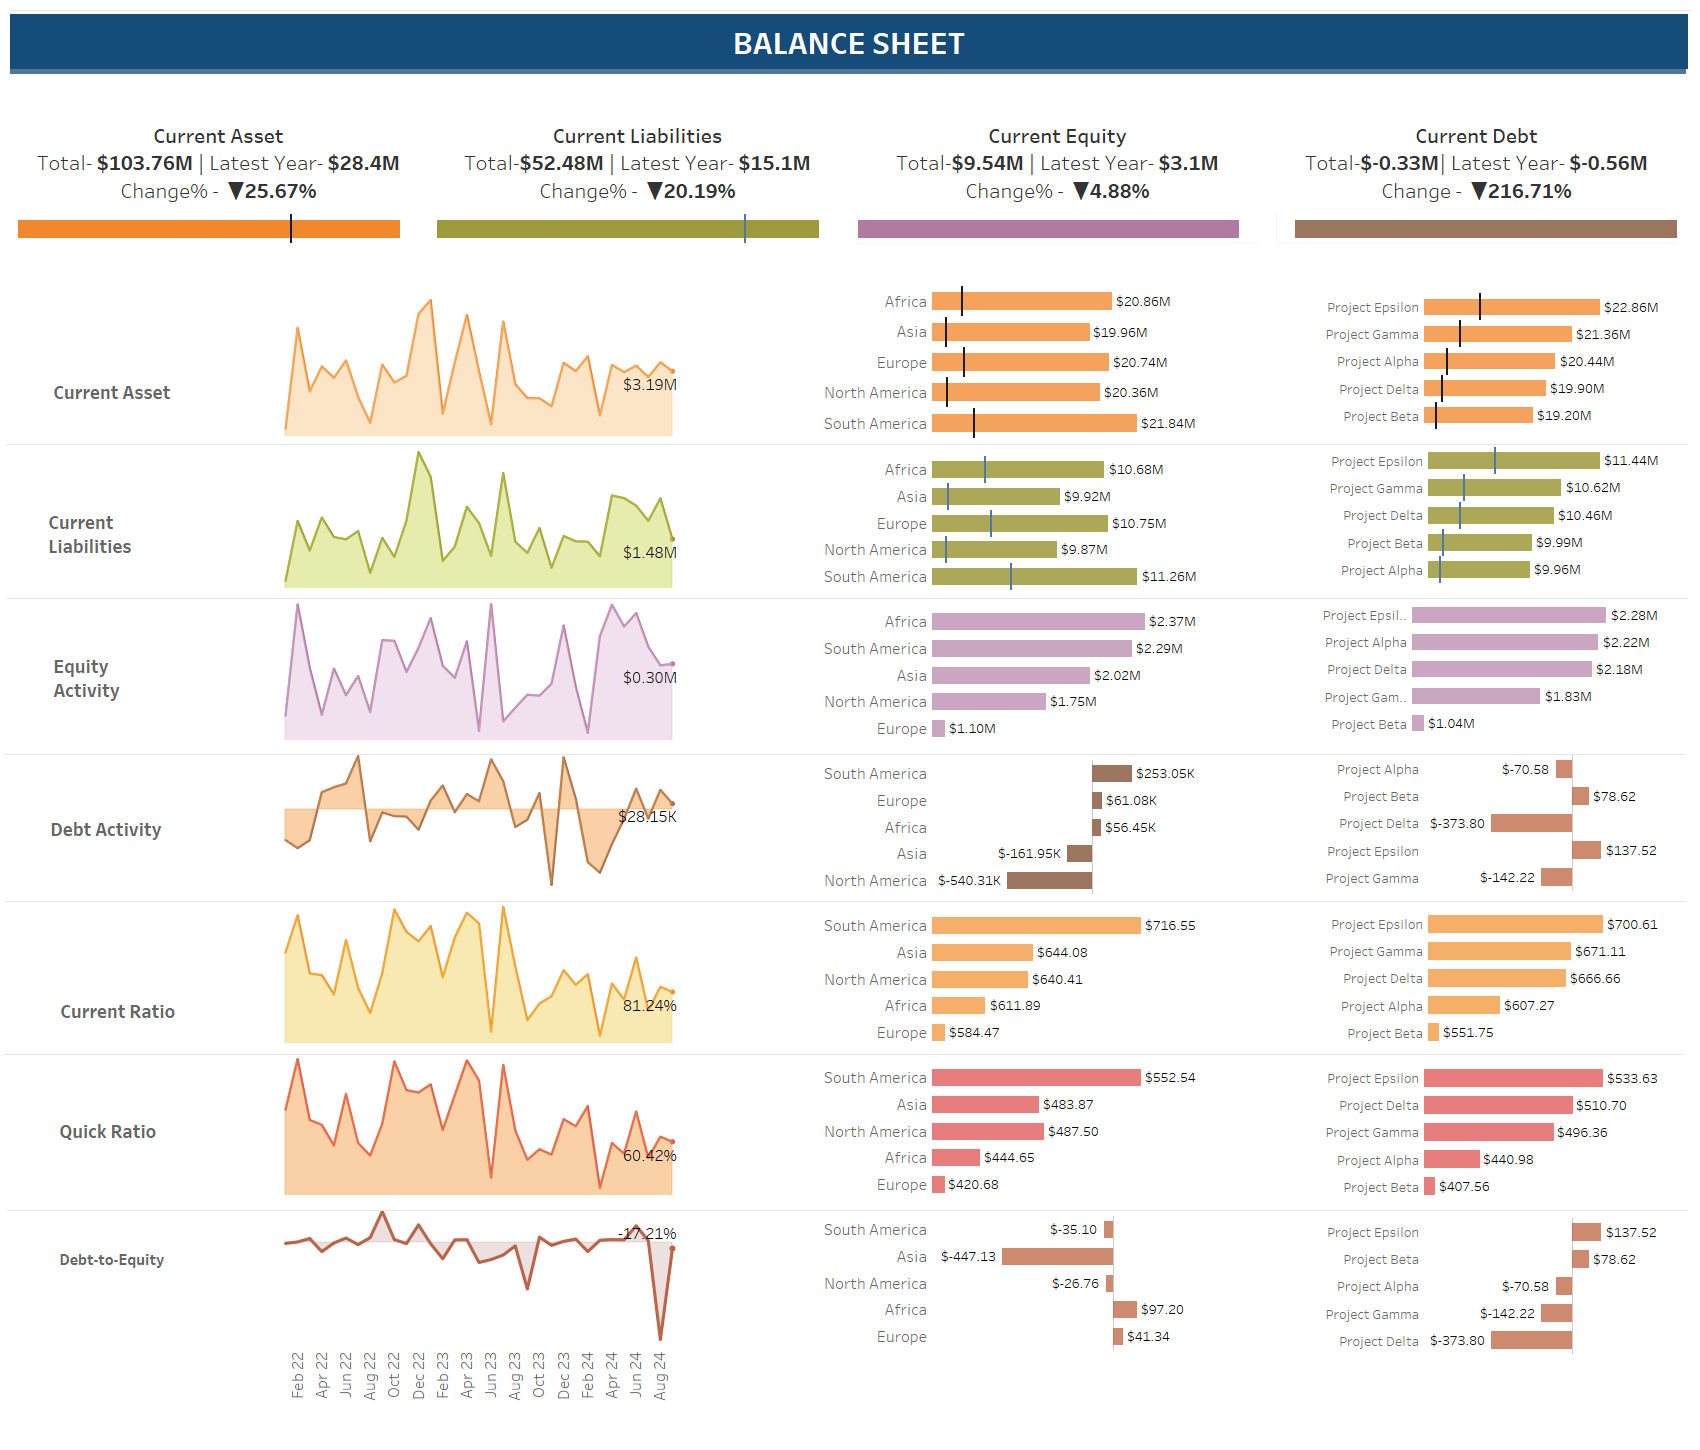 BALANCE SHEET
Current Asset
Total- $103.76M | Latest Year- $28.4M
Change% - ▼25.67%
Current Liabilities
Total-$52.48M | Latest Year- $15.1M
Change% - ▼20.19%
Current Equity
Total-$9.54M | Latest Year- $3.1M
Change% - ▼4.88%
Current Debt
Total-$-0.33M| Latest Year- $-0.56M
Change - ▼216.71%
Current Asset
$3.19M
Africa $20.86M
Asia $19.96M
Europe $20.74M
North America $20.36M
South America $21.84M
Project Epsilon $22.86M
Project Gamma $21.36M
Project Alpha $20.44M
Project Delta $19.90M
Project Beta $19.20M
Current
Liabilities
$1.48M
Africa $10.68M
Asia $9.92M
Europe $10.75M
North America $9.87M
South America $11.26M
Project Epsilon $11.44M
Project Gamma $10.62M
Project Delta $10.46M
Project Beta $9.99M
Project Alpha $9.96M
Equity
Activity
$0.30M
Africa $2.37M
South America $2.29M
Asia $2.02M
North America $1.75M
Europe $1.10M
Project Epsil.. $2.28M
Project Alpha $2.22M
Project Delta $2.18M
Project Gam.. $1.83M
Project Beta $1.04M
Debt Activity
$28.15K
South America $253.05K
Europe $61.08K
Africa $56.45K
Asia $-161.95K
North America $-540.31K
Project Alpha $-70.58
Project Beta $78.62
Project Delta $-373.80
Project Epsilon $137.52
Project Gamma $-142.22
Current Ratio
81.24%
South America $716.55
Asia $644.08
North America $640.41
Africa $611.89
Europe $584.47
Project Epsilon $700.61
Project Gamma $671.11
Project Delta $666.66
Project Alpha $607.27
Project Beta $551.75
Quick Ratio
60.42%
South America $552.54
Asia $483.87
North America $487.50
Africa $444.65
Europe $420.68
Project Epsilon $533.63
Project Delta $510.70
Project Gamma $496.36
Project Alpha $440.98
Project Beta $407.56
Debt-to-Equity
-17.21%
South America $-35.10
Asia $-447.13
North America $-26.76
Africa $97.20
Europe $41.34
Project Epsilon $137.52
Project Beta $78.62
Project Alpha $-70.58
Project Gamma $-142.22
Project Delta $-373.80
Feb 22
Apr 22
Jun 22
Aug 22
Oct 22
Dec 22
Feb 23
Apr 23
Jun 23
Aug 23
Oct 23
Dec 23
Feb 24
Apr 24
Jun 24
Aug 24